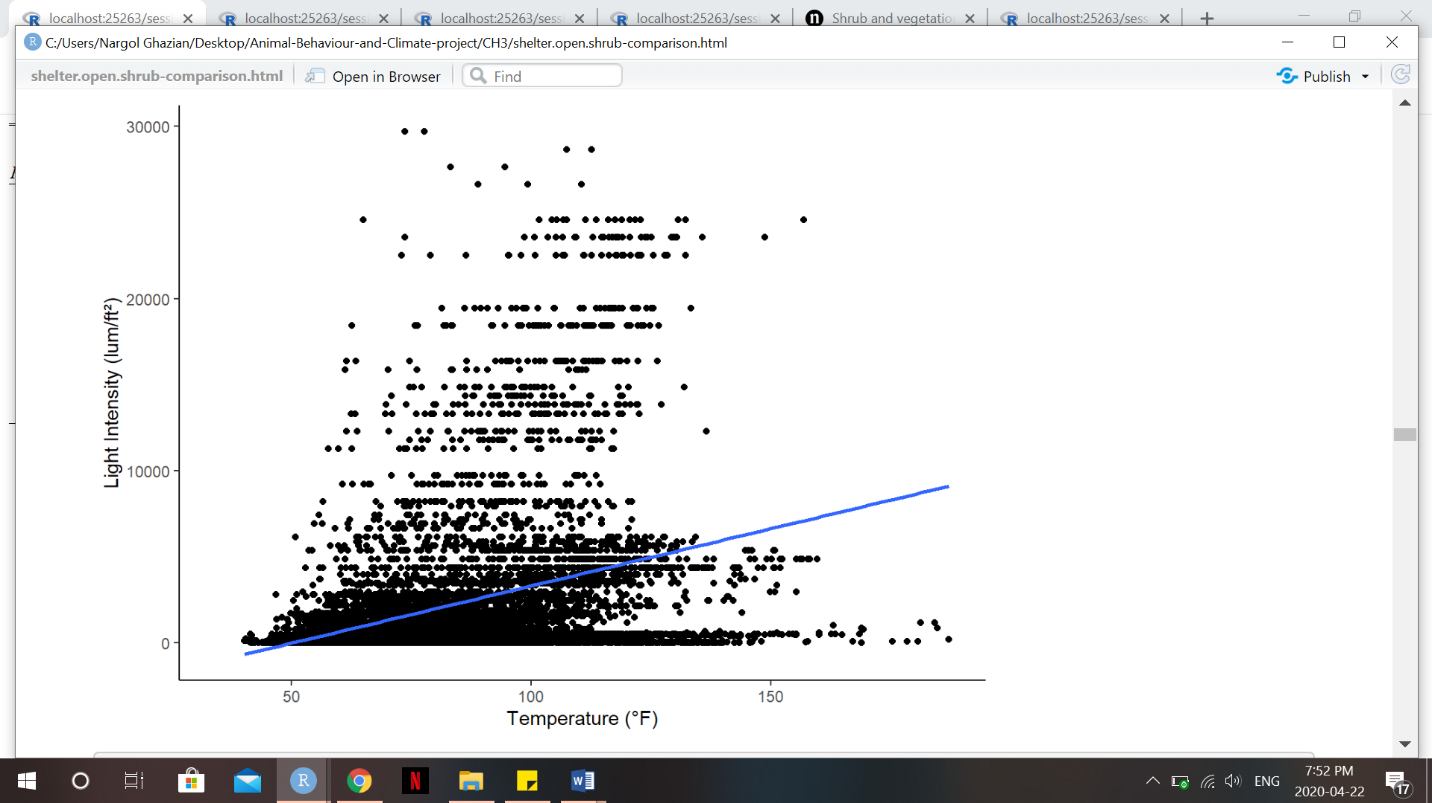 localhost:25263/sess
localhost:25263/sess
localhost:25263/sess
localhost:25263/sess
Shrub and vegetatio
localhost:25263/sess
C:/Users/Nargol Ghazian/Desktop/Animal-Behaviour-and-Climate-project/CH3/shelter.open.shrub-comparison.html
shelter.open.shrub-comparison.html
Open in Browser
Find
Publish
30000
20000
10000
0
Light Intensity (lum/ft²)
50
100
150
Temperature (°F)
ENG
7:52 PM
2020-04-22
17